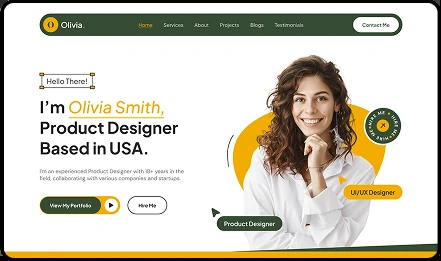 O Olivia.
Home Services About Projects Blogs Testimonials
Contact Me
Hello There!
I'm Olivia Smith,
Product Designer
Based in USA.
I'm an experienced Product Designer with 18+ years in the
field, collaborating with various companies and startups.
View My Portfolio
Hire Me
HIRE ME • HIRE ME • HIRE ME
UI/UX Designer
Product Designer